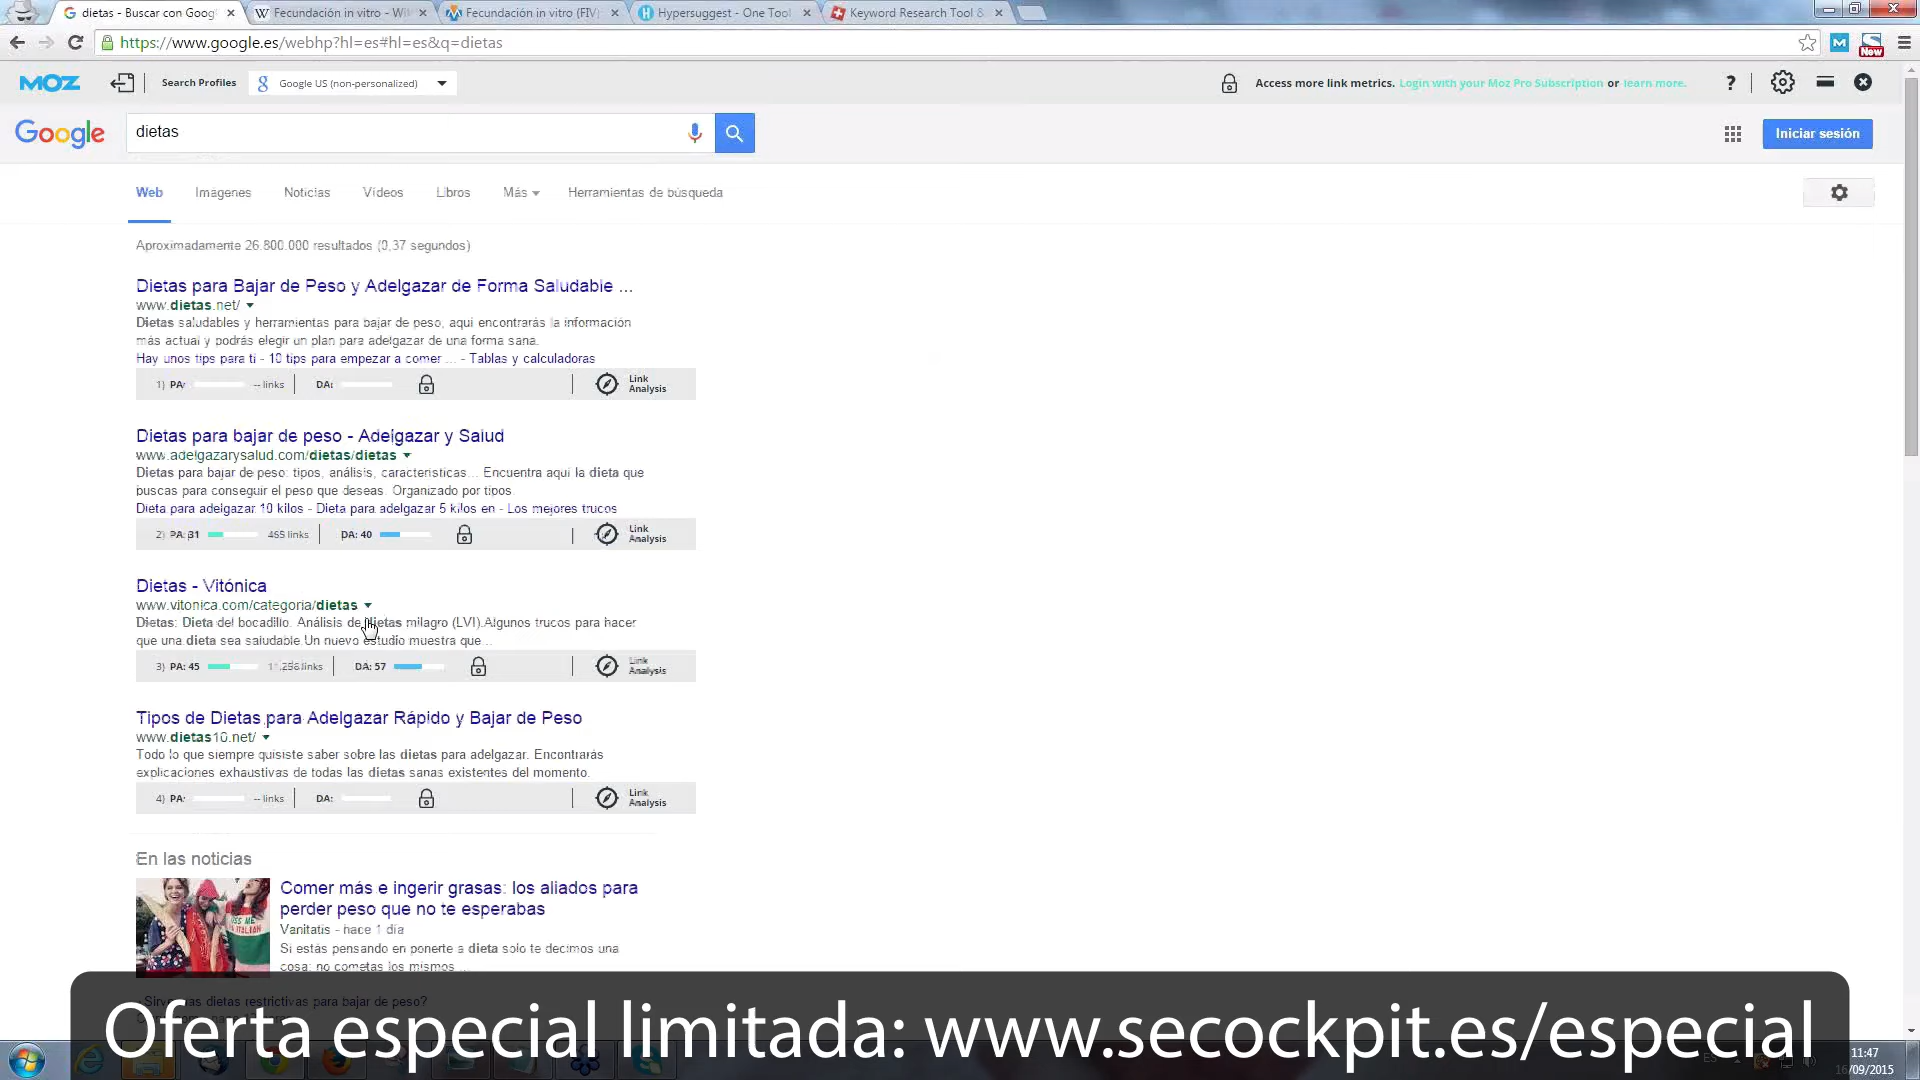 dietas - Buscar con Goog
Fecundación in vitro - Wi
Fecundación in vitro (FIV)
Hypersuggest - One Tool
Keyword Research Tool &
https://www.google.es/webhp?hl=es#hl=es&q=dietas
New
MOZ
Search Profiles
Google US (non-personalized)
Access more link metrics. Login with your Moz Pro Subscription or learn more.
?
Google
dietas
Iniciar sesión
Web Imágenes Noticias Vídeos Libros Más Herramientas de búsqueda
Aproximadamente 26.800.000 resultados (0,37 segundos)
Dietas para Bajar de Peso y Adelgazar de Forma Saludable ...
www.dietas.net/
Dietas saludables y herramientas para bajar de peso, aquí encontrarás la información
más actual y podrás elegir un plan para adelgazar de una forma sana.
Hay unos tips para ti - 10 tips para empezar a comer ... - Tablas y calculadoras
1) PA: -- links DA: Link
Analysis
Dietas para bajar de peso - Adelgazar y Salud
www.adelgazarysalud.com/dietas/dietas
Dietas para bajar de peso: tipos, análisis, características... Encuentra aquí la dieta que
buscas para conseguir el peso que deseas. Organizado por tipos.
Dieta para adelgazar 10 kilos - Dieta para adelgazar 5 kilos en - Los mejores trucos
2) PA: 31 465 links DA: 40 Link
Analysis
Dietas - Vitónica
www.vitonica.com/categoria/dietas
Dietas: Dieta del bocadillo. Análisis de dietas milagro (LVI).Algunos trucos para hacer
que una dieta sea saludable.Un nuevo estudio muestra que...
3) PA: 45 links DA: 57 Link
Analysis
Tipos de Dietas para Adelgazar Rápido y Bajar de Peso
www.dietas10.net/
Todo lo que siempre quisiste saber sobre las dietas para adelgazar. Encontrarás
explicaciones exhaustivas de todas las dietas sanas existentes del momento.
4) PA: -- links DA: Link
Analysis
En las noticias
Comer más e ingerir grasas: los aliados para
perder peso que no te esperabas
Vanitatis - hace 1 día
Si estás pensando en ponerte a dieta solo te decimos una
cosa: no cometas los mismos ...
dietas restrictivas para bajar de peso?
Oferta especial limitada: www.secockpit.es/especial
ES
11:47
16/09/2015